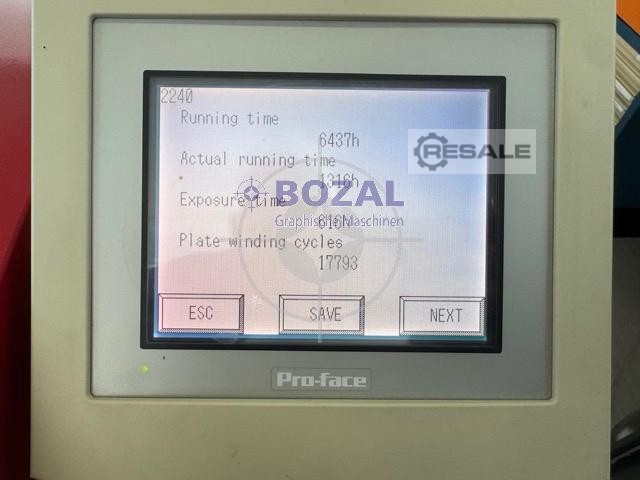 2240
Running time
6437h
RESALE
Actual running time
1316h
BOZAL
Exposure time
Graphische Maschinen
Plate winding cycles
17793
ESC
SAVE
NEXT
Pro-face